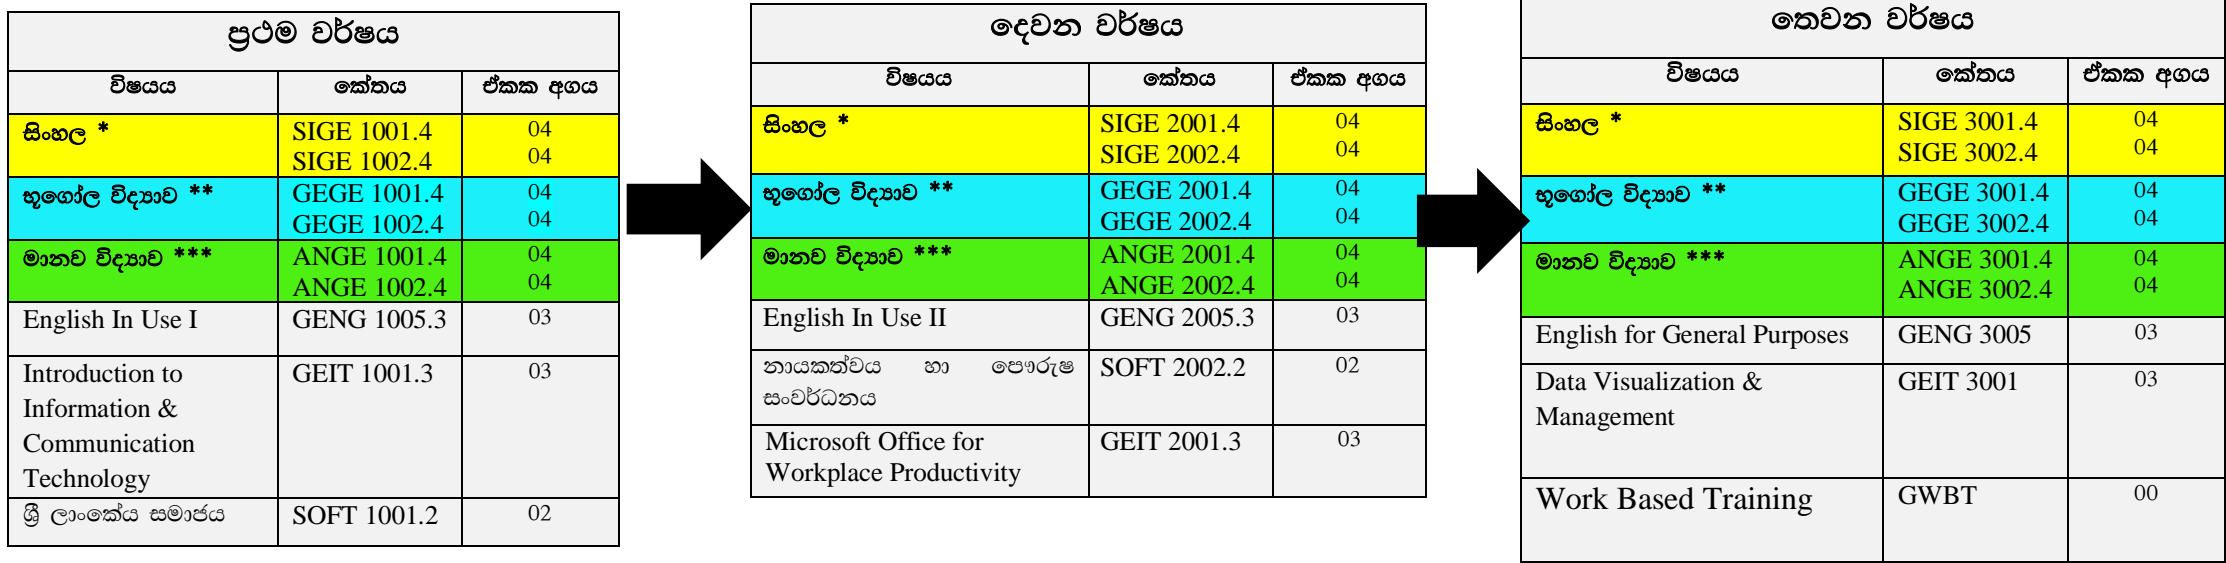 ප්‍රථම වර්ෂය
විෂයය කේතය ඒකක අගය
සිංහල * SIGE 1001.4 04
SIGE 1002.4 04
භූගෝල විද්‍යාව ** GEGE 1001.4 04
GEGE 1002.4 04
මානව විද්‍යාව *** ANGE 1001.4 04
ANGE 1002.4 04
English In Use I GENG 1005.3 03
Introduction to GEIT 1001.3 03
Information &
Communication
Technology
ශ්‍රී ලාංකේය සමාජය SOFT 1001.2 02
දෙවන වර්ෂය
විෂයය කේතය ඒකක අගය
සිංහල * SIGE 2001.4 04
SIGE 2002.4 04
භූගෝල විද්‍යාව ** GEGE 2001.4 04
GEGE 2002.4 04
මානව විද්‍යාව *** ANGE 2001.4 04
ANGE 2002.4 04
English In Use II GENG 2005.3 03
නායකත්වය හා පෞරුෂ SOFT 2002.2 02
සංවර්ධනය
Microsoft Office for GEIT 2001.3 03
Workplace Productivity
තෙවන වර්ෂය
විෂයය කේතය ඒකක අගය
සිංහල * SIGE 3001.4 04
SIGE 3002.4 04
භූගෝල විද්‍යාව ** GEGE 3001.4 04
GEGE 3002.4 04
මානව විද්‍යාව *** ANGE 3001.4 04
ANGE 3002.4 04
English for General Purposes GENG 3005 03
Data Visualization & GEIT 3001 03
Management
Work Based Training GWBT 00